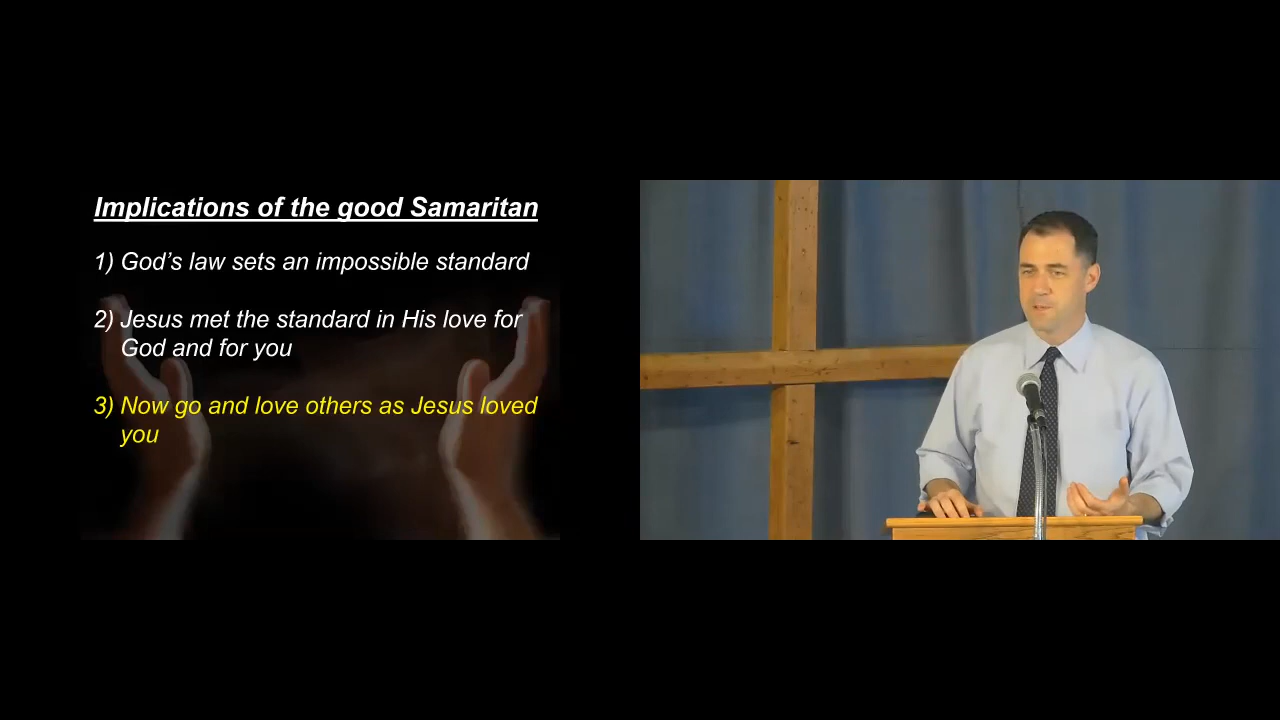 Implications of the good Samaritan
1) God’s law sets an impossible standard
2) Jesus met the standard in His love for
God and for you
3) Now go and love others as Jesus loved
you